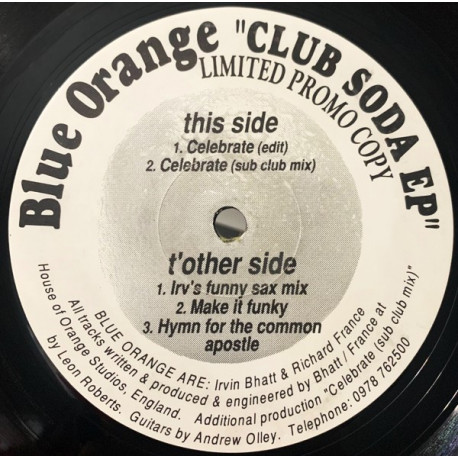 Blue Orange "CLUB SODA EP"
LIMITED PROMO COPY
this side
1. Celebrate (edit)
2. Celebrate (sub club mix)
t'other side
1. Irv's funny sax mix
2. Make it funky
3. Hymn for the common
apostle
BLUE ORANGE ARE: Irvin Bhatt & Richard France
All tracks written & produced & engineered by Bhatt / France at
House of Orange Studios, England. Additional production "Celebrate (sub club mix)"
by Leon Roberts. Guitars by Andrew Olley. Telephone: 0978 762500